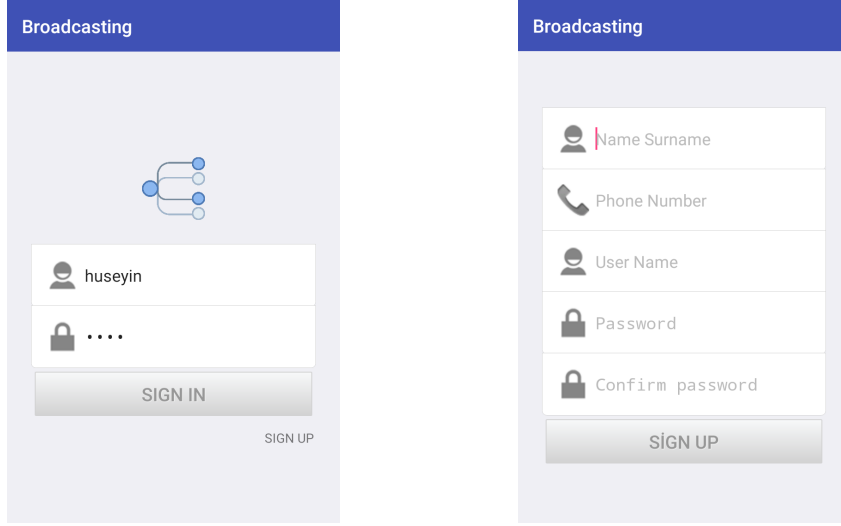 Broadcasting
huseyin
••••
SIGN IN
SIGN UP
Broadcasting
Name Surname
Phone Number
User Name
Password
Confirm password
SİGN UP